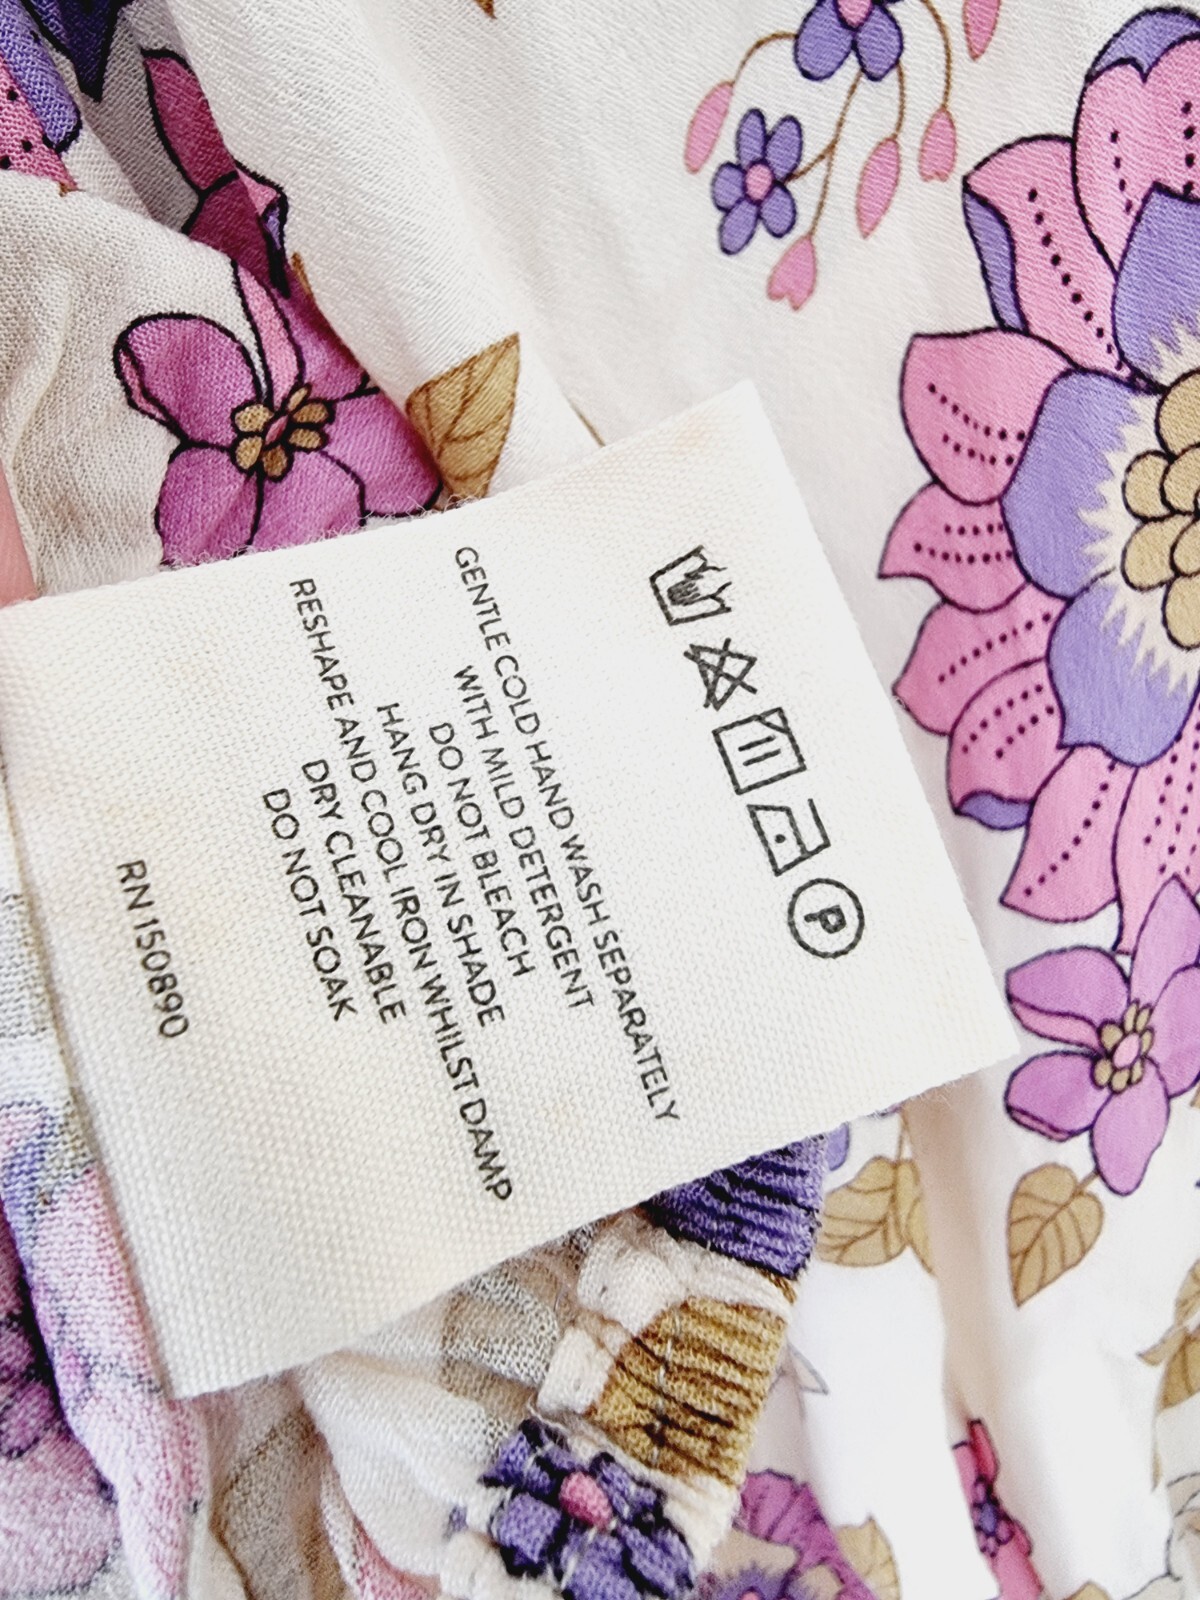 P
GENTLE COLD HAND WASH SEPARATELY
WITH MILD DETERGENT
DO NOT BLEACH
HANG DRY IN SHADE
RESHAPE AND COOL IRON WHILST DAMP
DRY CLEANABLE
DO NOT SOAK
RN 150890